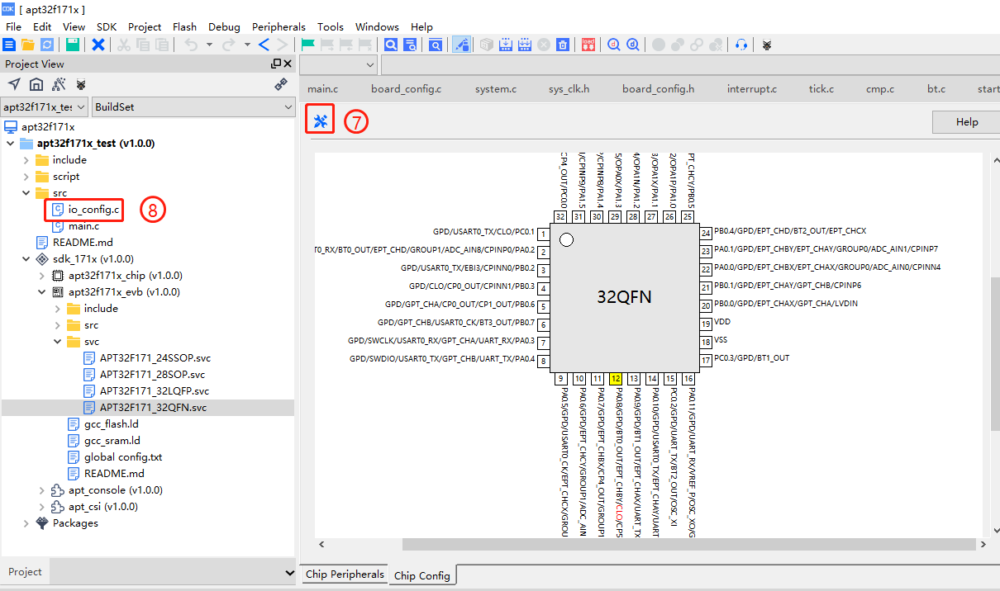 CDK [ apt32f171x ]
File Edit View SDK Project Flash Debug Peripherals Tools Windows Help
Project View
apt32f171x_te BuildSet
apt32f171x
apt32f171x_test (v1.0.0)
include
script
src
io_config.c ⑧
main.c
README.md
sdk_171x (v1.0.0)
apt32f171x_chip (v1.0.0)
apt32f171x_evb (v1.0.0)
include
src
svc
APT32F171_24SSOP.svc
APT32F171_28SOP.svc
APT32F171_32LQFP.svc
APT32F171_32QFN.svc
gcc_flash.ld
gcc_sram.ld
global config.txt
README.md
apt_console (v1.0.0)
apt_csi (v1.0.0)
Packages
Project
main.c board_config.c system.c sys_clk.h board_config.h interrupt.c tick.c cmp.c bt.c start
⑦ Help
CP4_OUT/PC0.0
I/CPINP9/PA1.5
P/CPINP8/PA1.4
5/OPA0X/PA1.3
4/OPA1N/PA1.2
3/OPA1X/PA1.1
2/OPA1P/PA1.0
PT_CHCY/PB0.5
32 31 30 29 28 27 26 25
GPD/USART0_TX/CLO/PC0.1 1
T0_RX/BT0_OUT/EPT_CHD/GROUP1/ADC_AIN8/CPINP0/PA0.2 2
GPD/USART0_TX/EBI3/CPINN0/PB0.2 3
GPD/CLO/CP0_OUT/CPINN1/PB0.3 4
GPD/GPT_CHA/CP0_OUT/CP1_OUT/PB0.6 5
GPD/GPT_CHB/USART0_CK/BT3_OUT/PB0.7 6
GPD/SWCLK/USART0_RX/GPT_CHA/UART_RX/PA0.3 7
GPD/SWDIO/USART0_TX/GPT_CHB/UART_TX/PA0.4 8
32QFN
24 PB0.4/GPD/EPT_CHD/BT2_OUT/EPT_CHCX
23 PA0.1/GPD/EPT_CHBY/EPT_CHAY/GROUP0/ADC_AIN1/CPINP7
22 PA0.0/GPD/EPT_CHBX/EPT_CHAX/GROUP0/ADC_AIN0/CPINN4
21 PB0.1/GPD/EPT_CHAY/GPT_CHB/CPINP6
20 PB0.0/GPD/EPT_CHAX/GPT_CHA/LVDIN
19 VDD
18 VSS
17 PC0.3/GPD/BT1_OUT
9 10 11 12 13 14 15 16
PA0.5/GPD/USART0_CK/EPT_CHCX/GROU
PA0.6/GPD/EPT_CHCY/GROUP1/ADC_AIN
PA0.7/GPD/EPT_CHBX/CP4_OUT/GROUP1
PA0.8/GPD/BT0_OUT/EPT_CHBY/CLO/CP5
PA0.9/GPD/BT1_OUT/EPT_CHAX/UART_TX
PA0.10/GPD/USART0_TX/EPT_CHAY/UART
PC0.2/GPD/UART_TX/BT2_OUT/OSC_XI
PA0.11/GPD/UART_RX/VREF_P/OSC_XO/G
Chip Peripherals Chip Config